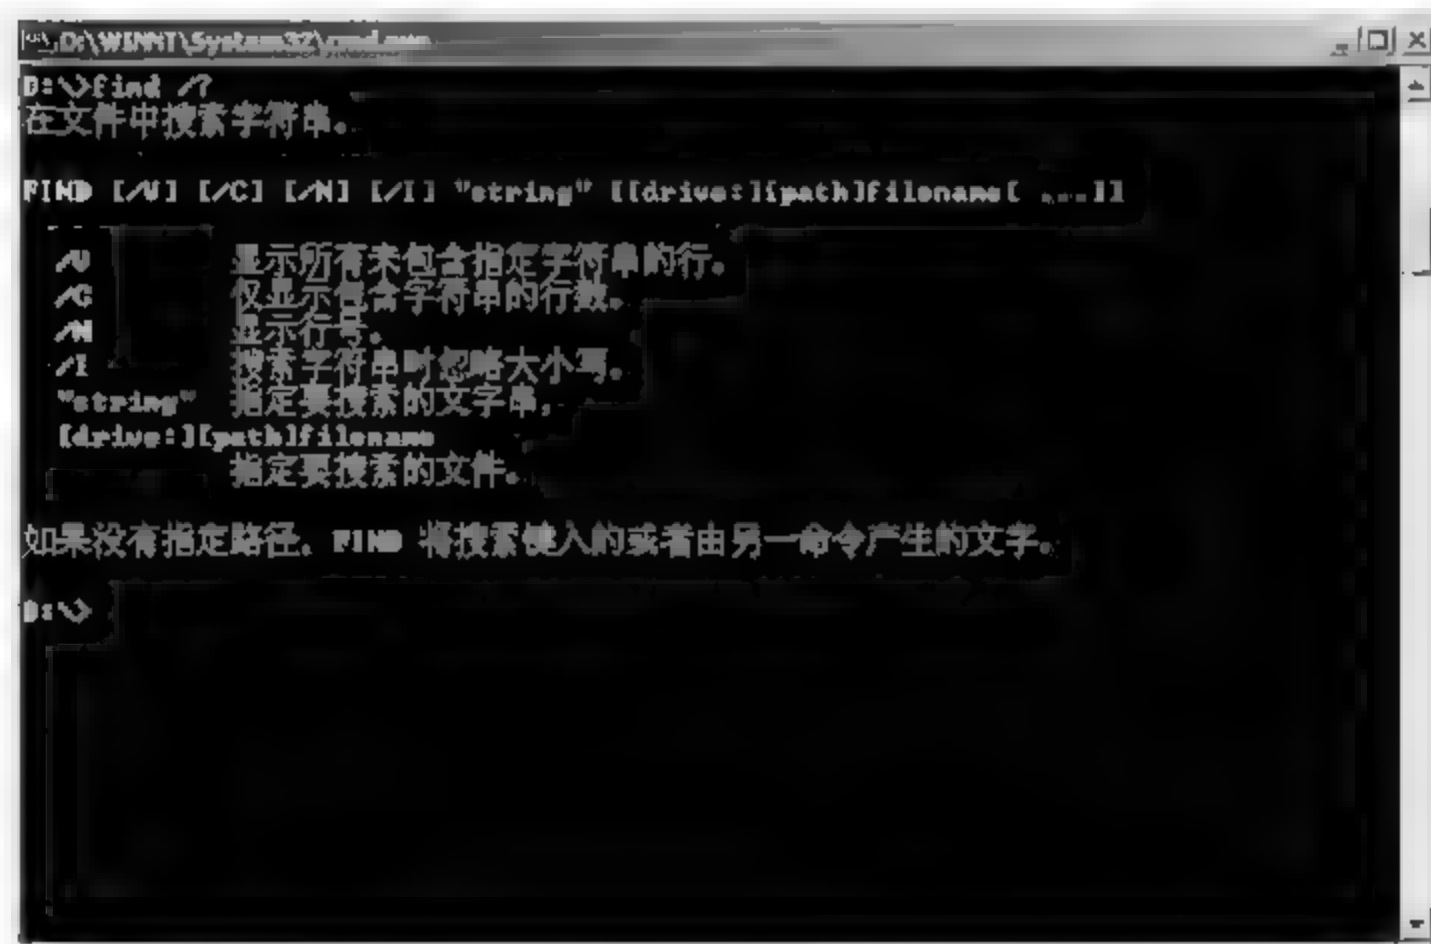 D:\WINNT\System32\cmd.exe
D:\>find /?
在文件中搜索字符串。
FIND [/V] [/C] [/N] [/I] "string" [[drive:][path]filename[ ...]]
/V 显示所有未包含指定字符串的行。
/C 仅显示包含字符串的行数。
/N 显示行号。
/I 搜索字符串时忽略大小写。
"string" 指定要搜索的文字串,
[drive:][path]filename
指定要搜索的文件。
如果没有指定路径，FIND 将搜索键入的或者由另一命令产生的文字。
D:\>